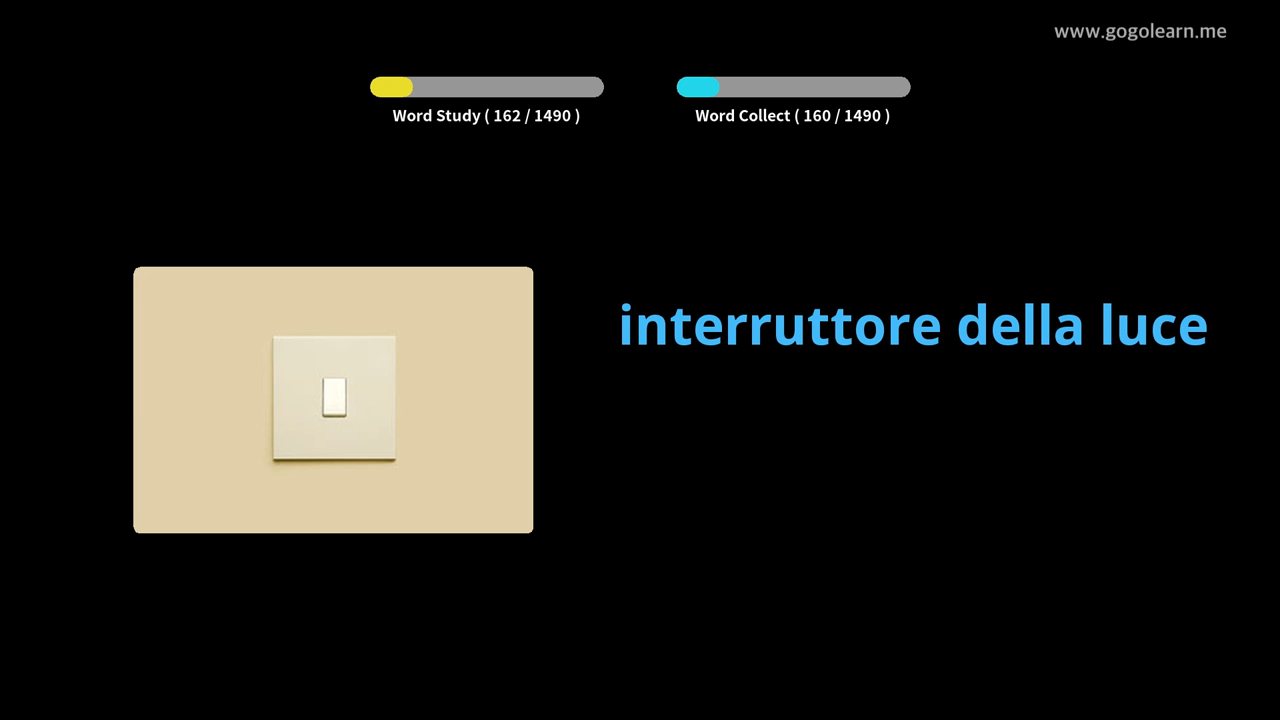 www.gogolearn.me
Word Study ( 162 / 1490 )
Word Collect ( 160 / 1490 )
interruttore della luce